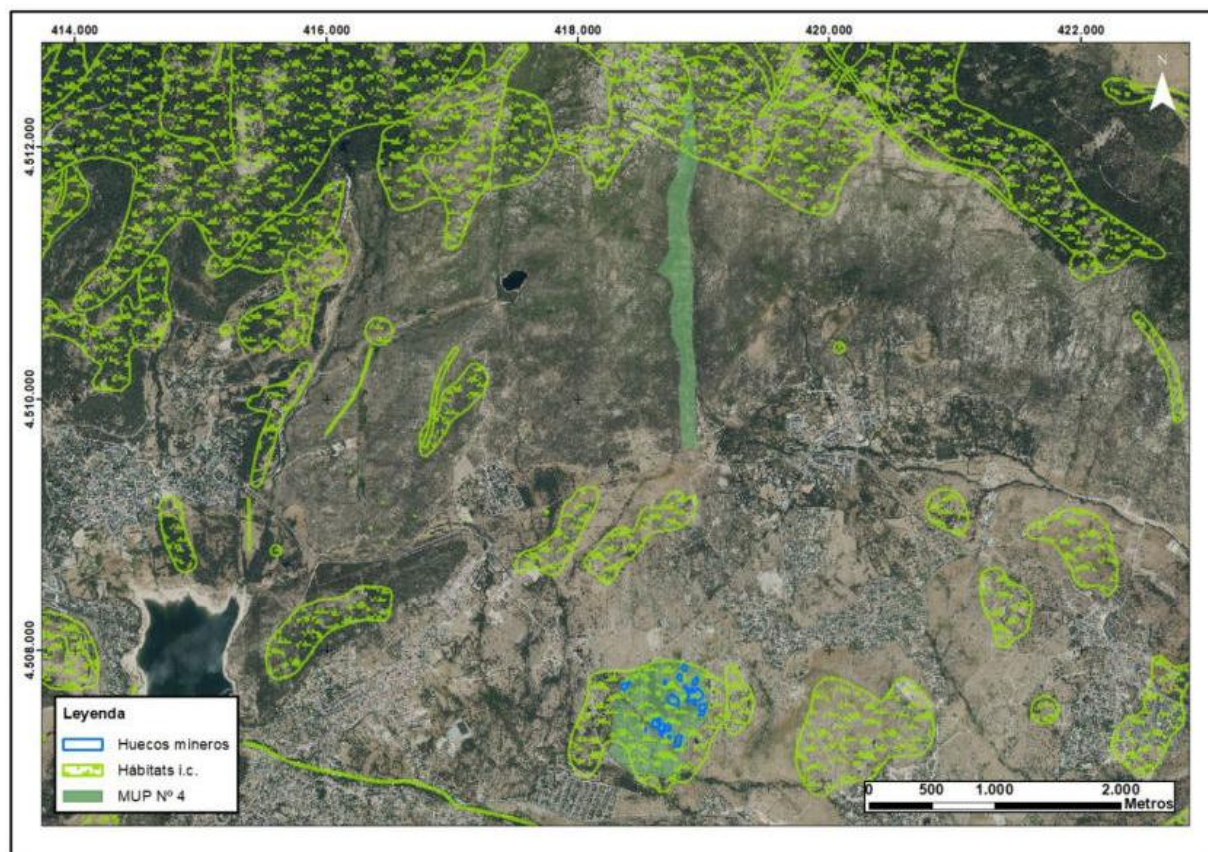 414.000 416.000 418.000 420.000 422.000
N
4.512.000
4.510.000
4.508.000
Leyenda
Huecos mineros
Hábitats i.c.
MUP Nº 4
0 500 1.000 2.000
Metros